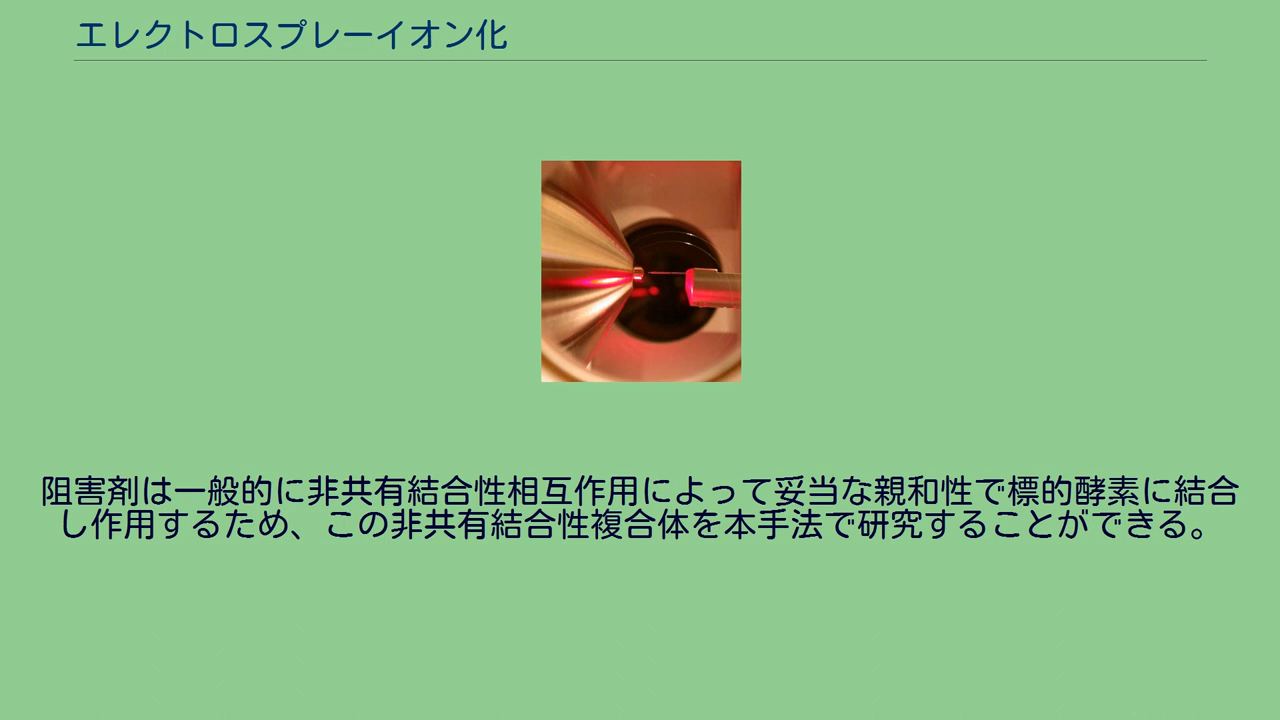 エレクトロスプレーイオン化
阻害剤は一般的に非共有結合性相互作用によって妥当な親和性で標的酵素に結合
し作用するため、この非共有結合性複合体を本手法で研究することができる。